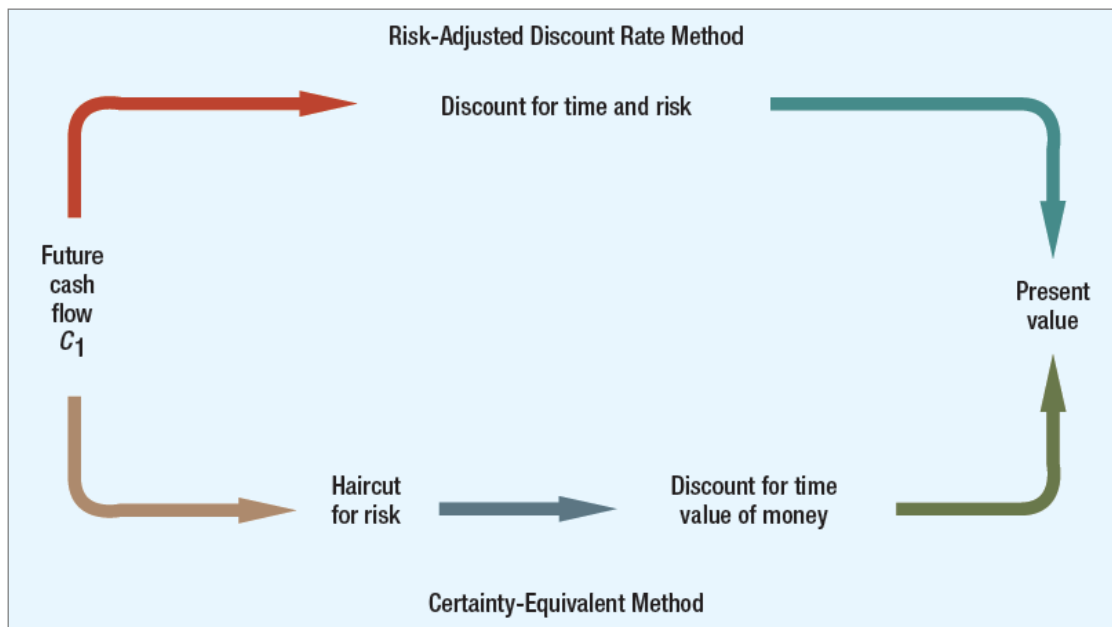 Risk-Adjusted Discount Rate Method
Discount for time and risk
Future
cash
flow
C1
Present
value
Haircut
for risk
Discount for time
value of money
Certainty-Equivalent Method